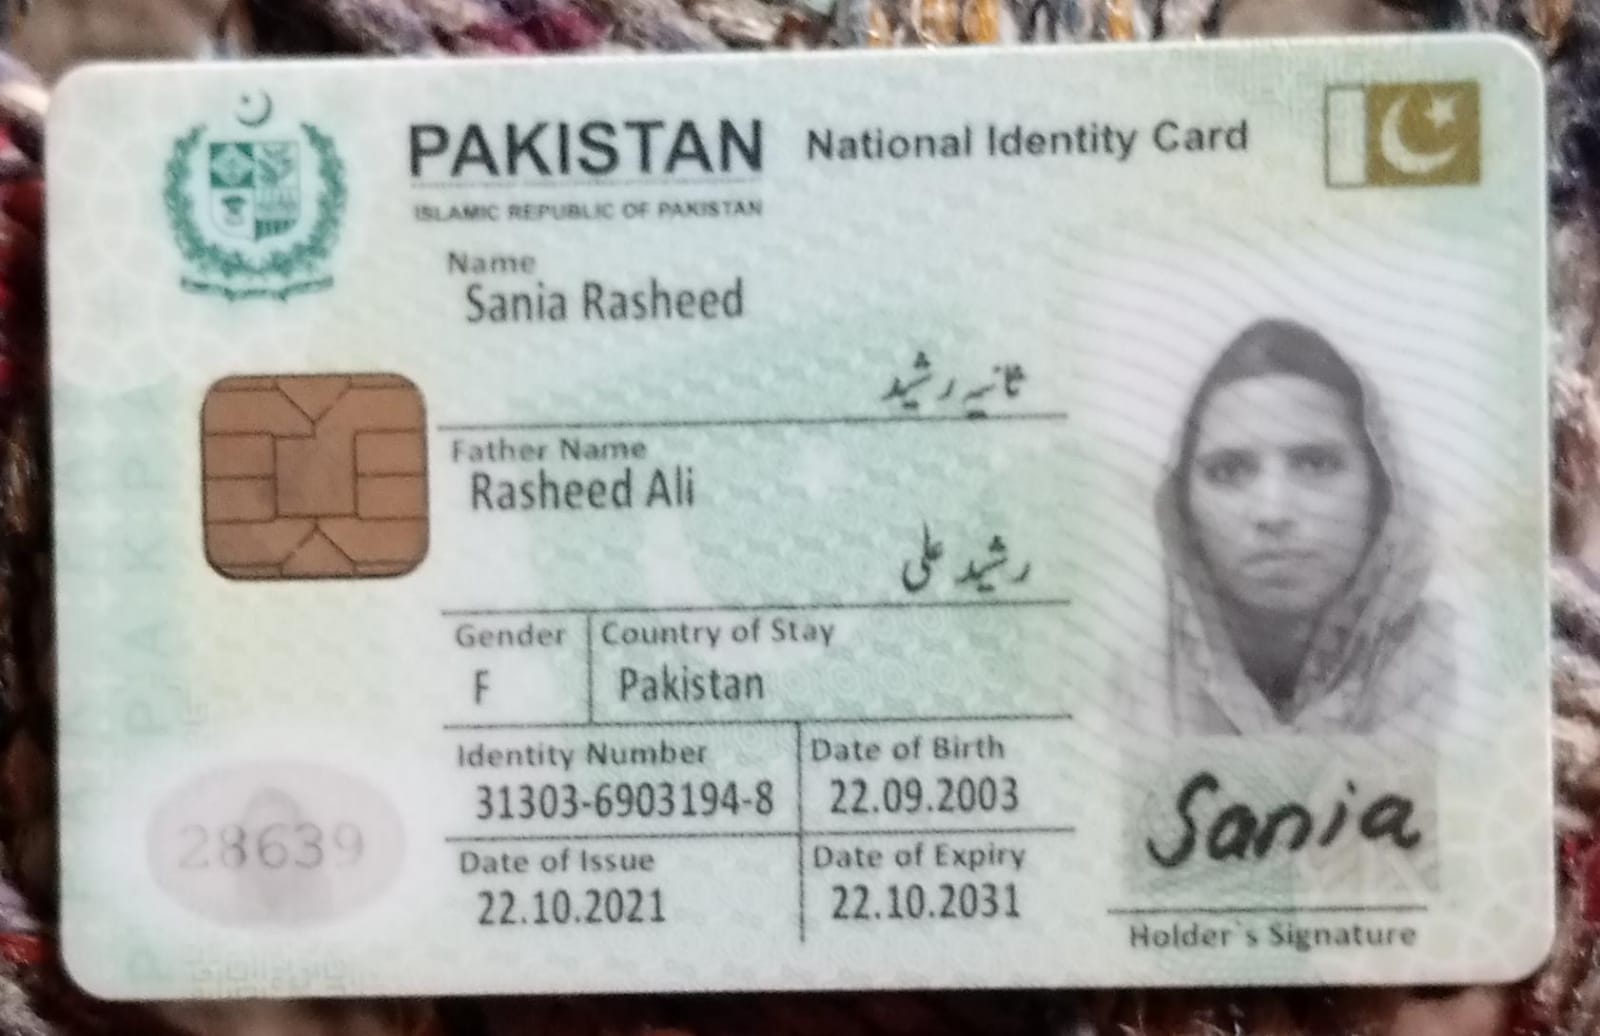 PAKISTAN National Identity Card
ISLAMIC REPUBLIC OF PAKISTAN
Name
Sania Rasheed
ثانیہ رشید
Father Name
Rasheed Ali
رشید علی
Gender Country of Stay
F Pakistan
Identity Number Date of Birth
31303-6903194-8 22.09.2003
Date of Issue Date of Expiry
22.10.2021 22.10.2031
28639
Sania
Holder`s Signature